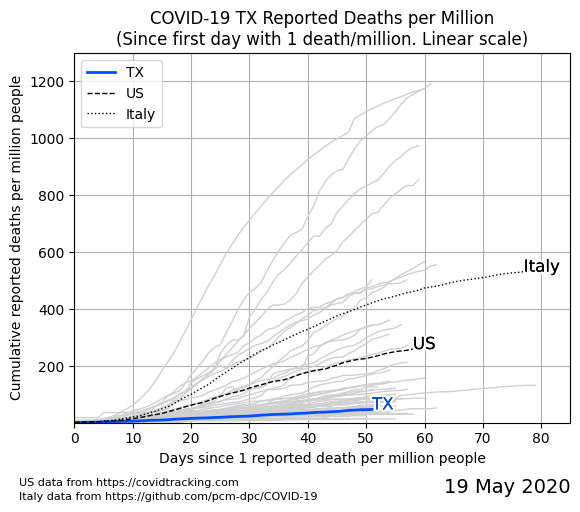 COVID-19 TX Reported Deaths per Million
(Since first day with 1 death/million. Linear scale)
Cumulative reported deaths per million people
1200
1000
800
600
400
200
TX
US
Italy
Italy
US
TX
0 10 20 30 40 50 60 70 80
Days since 1 reported death per million people
US data from https://covidtracking.com
Italy data from https://github.com/pcm-dpc/COVID-19
19 May 2020